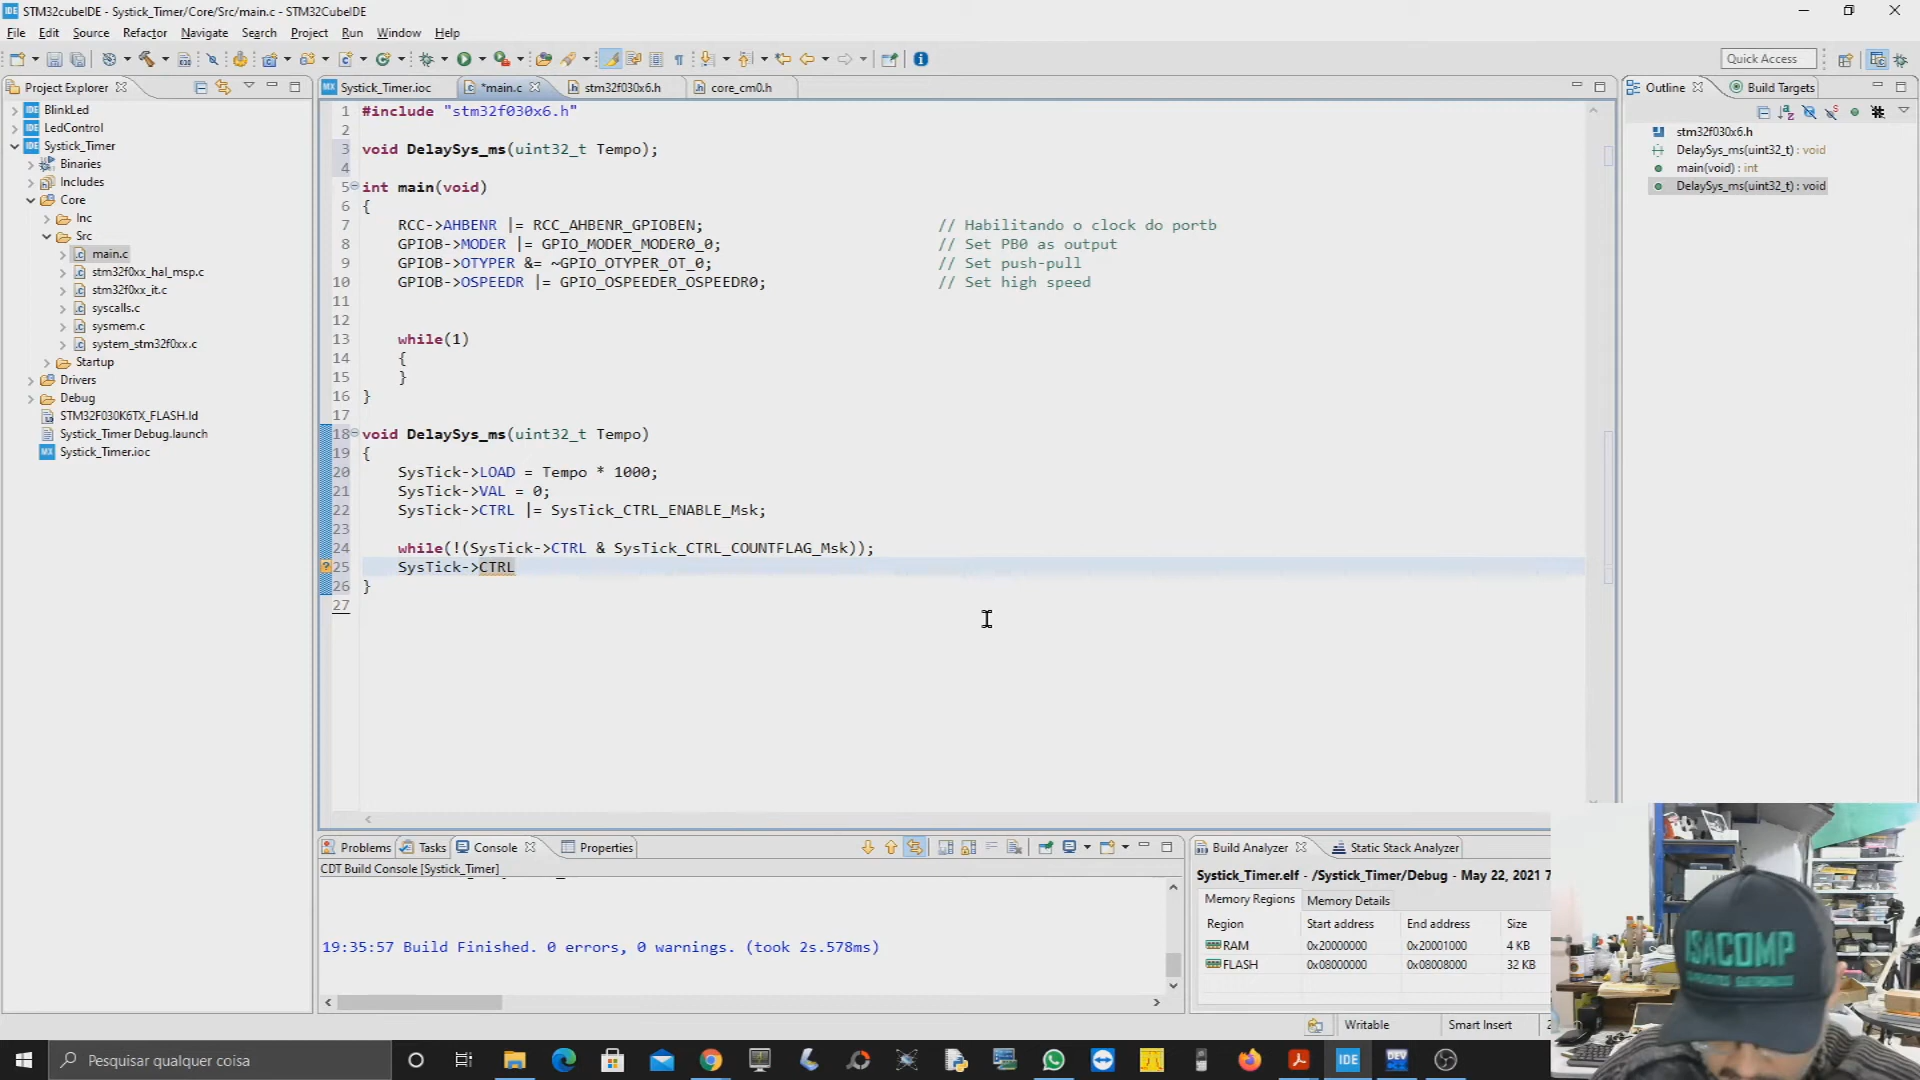 STM32cubeIDE - Systick_Timer/Core/Src/main.c - STM32CubeIDE
File Edit Source Refactor Navigate Search Project Run Window Help
Quick Access
Project Explorer
BlinkLed
LedControl
Systick_Timer
Binaries
Includes
Core
Inc
Src
main.c
stm32f0xx_hal_msp.c
stm32f0xx_it.c
syscalls.c
sysmem.c
system_stm32f0xx.c
Startup
Drivers
Debug
STM32F030K6TX_FLASH.ld
Systick_Timer Debug.launch
Systick_Timer.ioc
Systick_Timer.ioc *main.c stm32f030x6.h core_cm0.h
1 #include "stm32f030x6.h"
2
3 void DelaySys_ms(uint32_t Tempo);
4
5 int main(void)
6 {
7 RCC->AHBENR |= RCC_AHBENR_GPIOBEN; // Habilitando o clock do portb
8 GPIOB->MODER |= GPIO_MODER_MODER0_0; // Set PB0 as output
9 GPIOB->OTYPER &= ~GPIO_OTYPER_OT_0; // Set push-pull
10 GPIOB->OSPEEDR |= GPIO_OSPEEDER_OSPEEDR0; // Set high speed
11
12
13 while(1)
14 {
15 }
16 }
17
18 void DelaySys_ms(uint32_t Tempo)
19 {
20 SysTick->LOAD = Tempo * 1000;
21 SysTick->VAL = 0;
22 SysTick->CTRL |= SysTick_CTRL_ENABLE_Msk;
23
24 while(!(SysTick->CTRL & SysTick_CTRL_COUNTFLAG_Msk));
25 SysTick->CTRL
26 }
27
Outline Build Targets
stm32f030x6.h
DelaySys_ms(uint32_t) : void
main(void) : int
DelaySys_ms(uint32_t) : void
Problems Tasks Console Properties
CDT Build Console [Systick_Timer]
19:35:57 Build Finished. 0 errors, 0 warnings. (took 2s.578ms)
Build Analyzer Static Stack Analyzer
Systick_Timer.elf - /Systick_Timer/Debug - May 22, 2021 7
Memory Regions Memory Details
Region Start address End address Size
RAM 0x20000000 0x20001000 4 KB
FLASH 0x08000000 0x08008000 32 KB
Writable Smart Insert 2
Pesquisar qualquer coisa
IDE
DEV